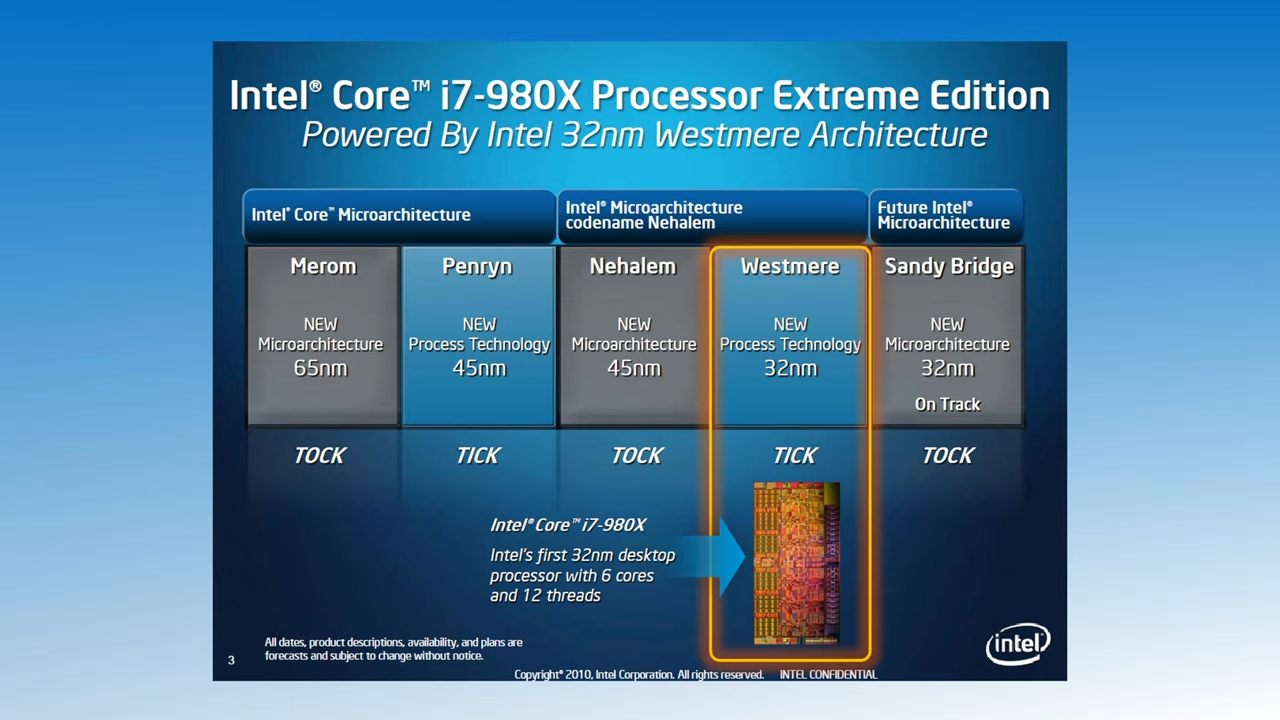 Intel® Core™ i7-980X Processor Extreme Edition
Powered By Intel 32nm Westmere Architecture
Intel® Core™ Microarchitecture
Intel® Microarchitecture
codename Nehalem
Future Intel®
Microarchitecture
Merom
NEW
Microarchitecture
65nm
TOCK
Penryn
NEW
Process Technology
45nm
TICK
Nehalem
NEW
Microarchitecture
45nm
TOCK
Westmere
NEW
Process Technology
32nm
TICK
Sandy Bridge
NEW
Microarchitecture
32nm
On Track
TOCK
Intel® Core™ i7-980X
Intel's first 32nm desktop
processor with 6 cores
and 12 threads
All dates, product descriptions, availability, and plans are
forecasts and subject to change without notice.
3
Copyright® 2010, Intel Corporation. All rights reserved. INTEL CONFIDENTIAL
intel